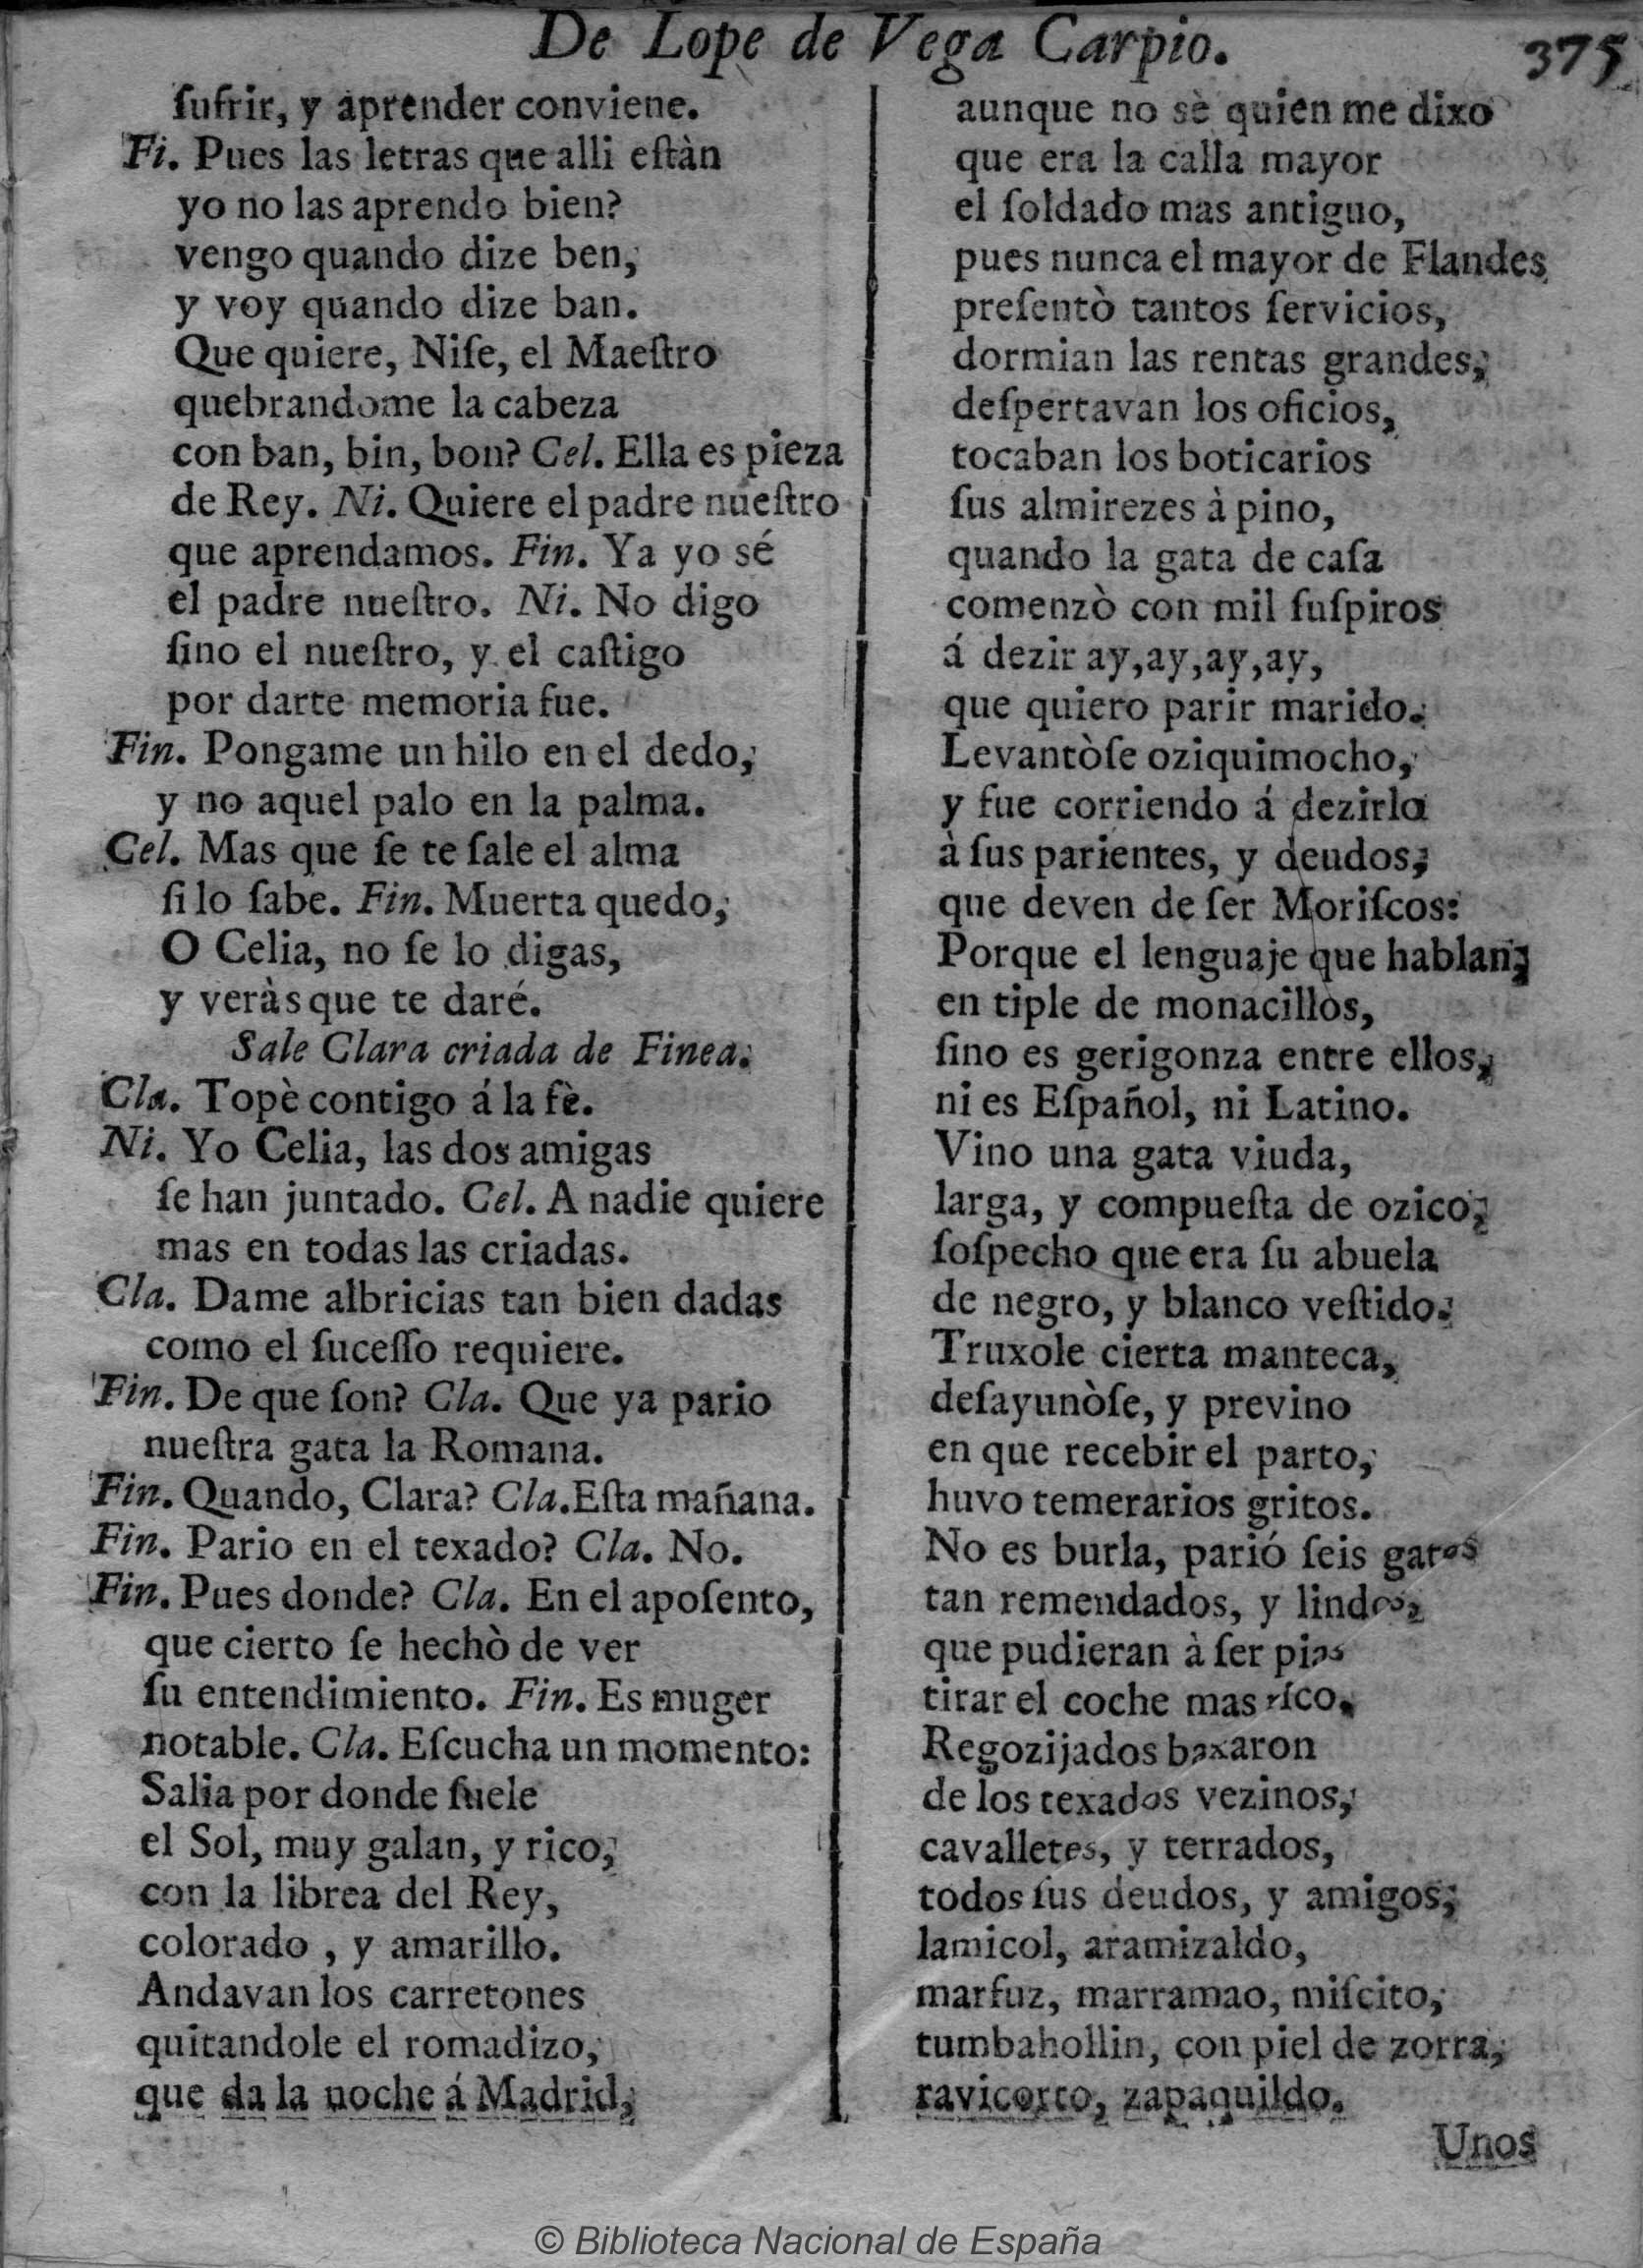 De Lope de Vega Carpio.
375
ſufrir, y aprender conviene.
Fi. Pues las letras que alli eſtàn
yo no las aprendo bien?
vengo quando dize ben,
y voy quando dize ban.
Que quiere, Niſe, el Maeſtro
quebrandome la cabeza
con ban, bin, bon? Cel. Ella es pieza
de Rey. Ni. Quiere el padre nueſtro
que aprendamos. Fin. Ya yo sé
el padre nueſtro. Ni. No digo
ſino el nueſtro, y el caſtigo
por darte memoria fue.
Fin. Pongame un hilo en el dedo,
y no aquel palo en la palma.
Cel. Mas que ſe te ſale el alma
ſi lo ſabe. Fin. Muerta quedo,
O Celia, no ſe lo digas,
y veràs que te daré.
Sale Clara criada de Finea.
Cla. Topè contigo á la fè.
Ni. Yo Celia, las dos amigas
ſe han juntado. Cel. A nadie quiere
mas en todas las criadas.
Cla. Dame albricias tan bien dadas
como el ſuceſſo requiere.
Fin. De que ſon? Cla. Que ya pario
nueſtra gata la Romana.
Fin. Quando, Clara? Cla. Eſta mañana.
Fin. Pario en el texado? Cla. No.
Fin. Pues donde? Cla. En el apoſento,
que cierto ſe hechò de ver
ſu entendimiento. Fin. Es muger
notable. Cla. Eſcucha un momento:
Salia por donde ſuele
el Sol, muy galan, y rico,
con la librea del Rey,
colorado , y amarillo.
Andavan los carretones
quitandole el romadizo,
que da la noche á Madrid,
aunque no sè quien me dixo
que era la calla mayor
el ſoldado mas antiguo,
pues nunca el mayor de Flandes
preſentò tantos ſervicios,
dormian las rentas grandes,
deſpertavan los oficios,
tocaban los boticarios
ſus almirezes à pino,
quando la gata de caſa
comenzò con mil ſuſpiros
á dezir ay,ay,ay,ay,
que quiero parir marido.
Levantòſe oziquimocho,
y fue corriendo á dezirlo
à ſus parientes, y deudos,
que deven de ſer Moriſcos:
Porque el lenguaje que hablan,
en tiple de monacillos,
ſino es gerigonza entre ellos,
ni es Eſpañol, ni Latino.
Vino una gata viuda,
larga, y compueſta de ozico,
ſoſpecho que era ſu abuela
de negro, y blanco veſtido.
Truxole cierta manteca,
deſayunòſe, y previno
en que recebir el parto,
huvo temerarios gritos.
No es burla, parió ſeis gatos
tan remendados, y lindos,
que pudieran à ſer pias
tirar el coche mas rico.
Regozijados baxaron
de los texados vezinos,
cavalletes, y terrados,
todos ſus deudos, y amigos,
lamicol, aramizaldo,
marfuz, marramao, miſcito,
tumbahollin, con piel de zorra,
ravicorto, zapaquildo.
Unos
© Biblioteca Nacional de España